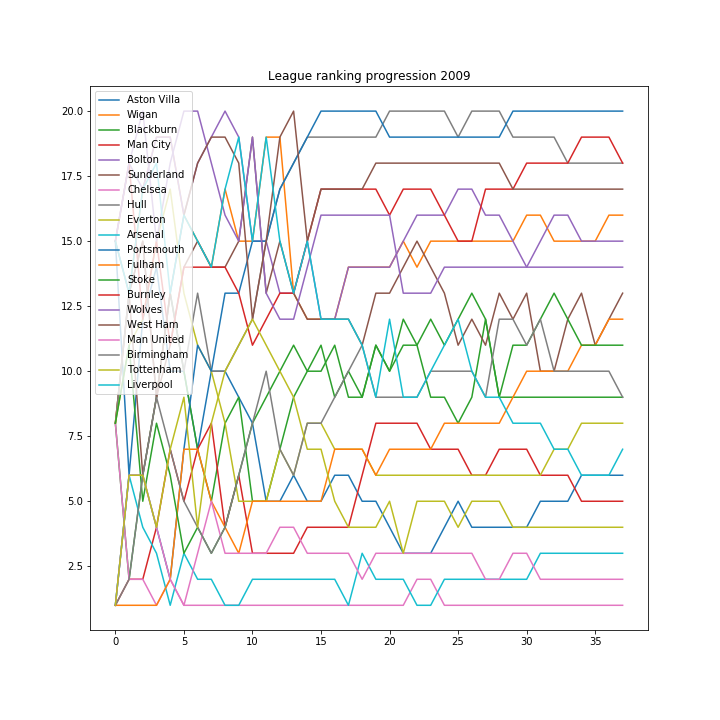 League ranking progression 2009
20.0
17.5
15.0
12.5
10.0
7.5
5.0
2.5
Aston Villa
Wigan
Blackburn
Man City
Bolton
Sunderland
Chelsea
Hull
Everton
Arsenal
Portsmouth
Fulham
Stoke
Burnley
Wolves
West Ham
Man United
Birmingham
Tottenham
Liverpool
0 5 10 15 20 25 30 35